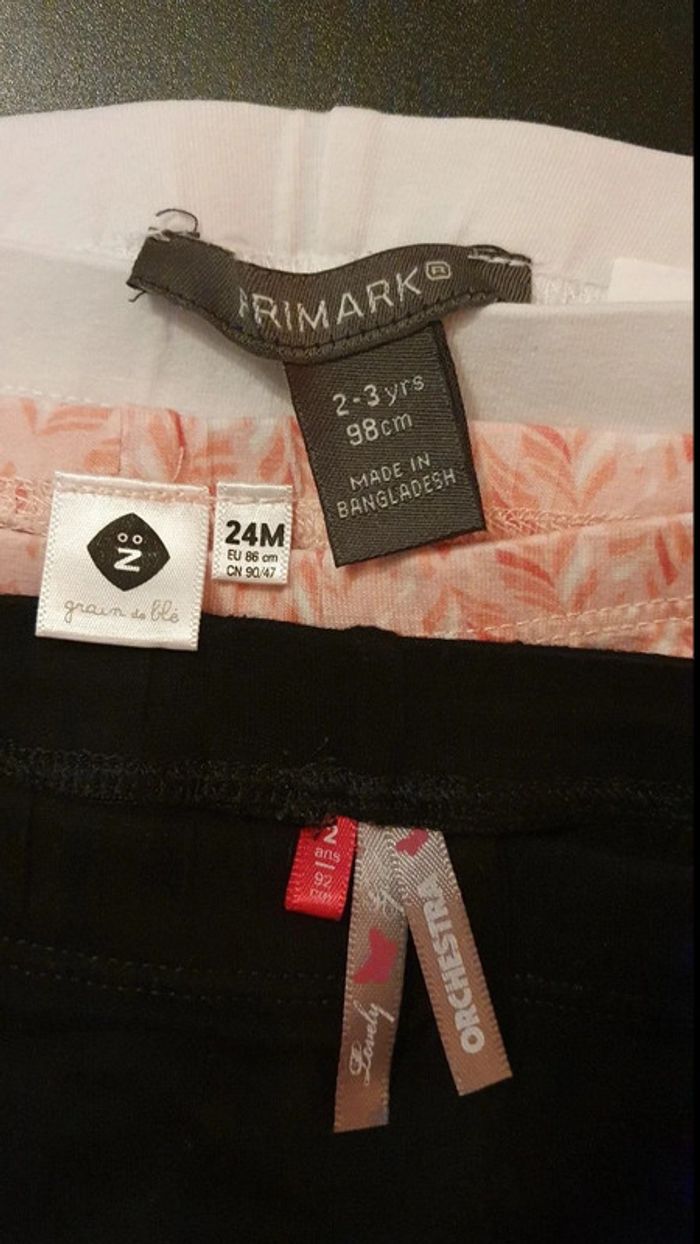 PRIMARK®
2-3 yrs
98cm
MADE IN
BANGLADESH
Z
grain de blé
24M
EU 86 cm
CN 90/47
2
ans
92
cm
Lovely
ORCHESTRA